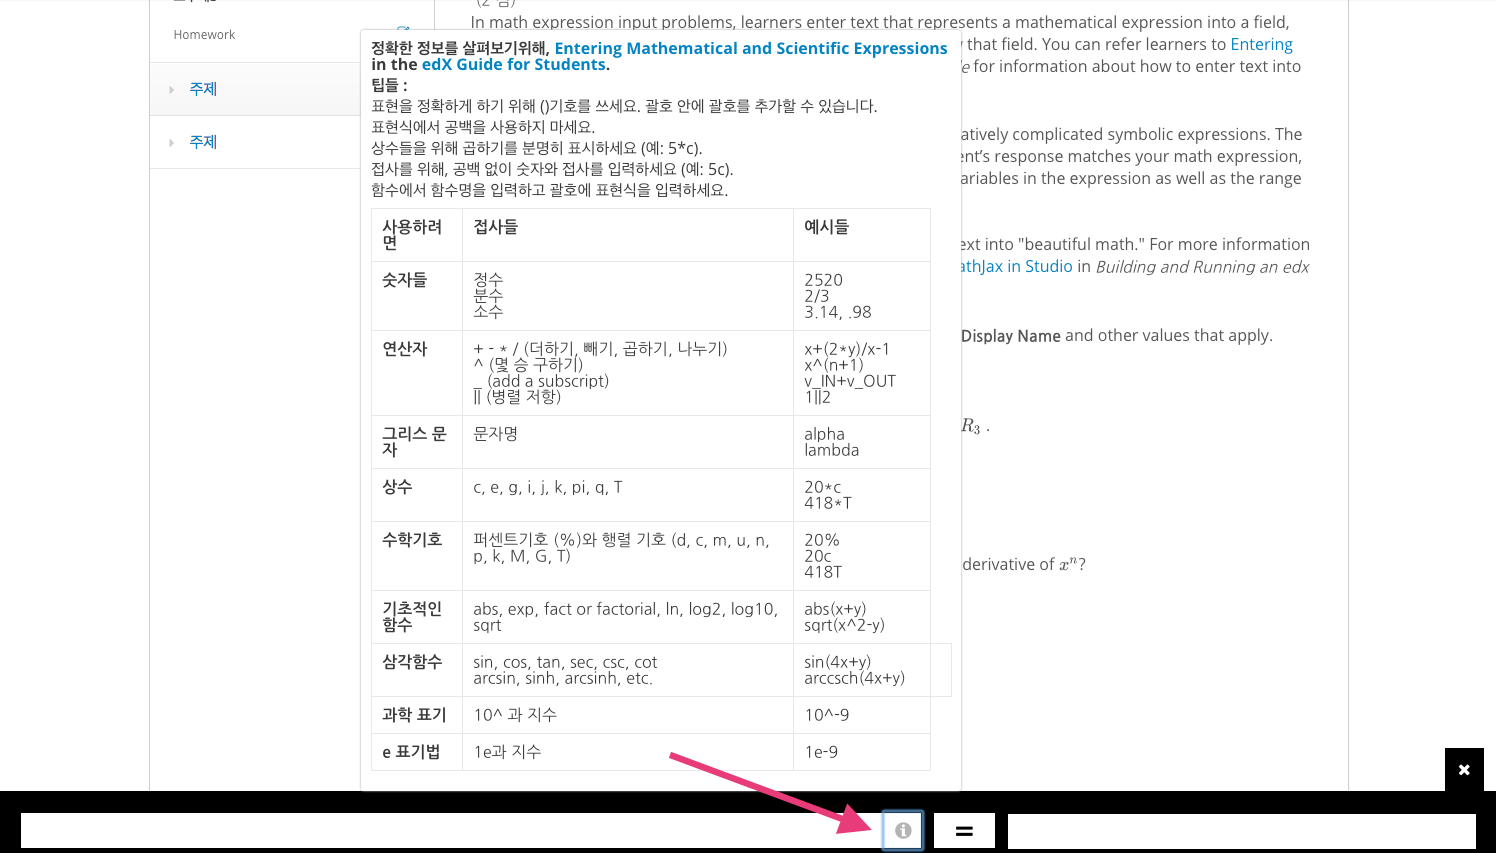 (2 점)
Homework
주제
주제
In math expression input problems, learners enter text that represents a mathematical expression into a field,
that field. You can refer learners to Entering
for information about how to enter text into
atively complicated symbolic expressions. The
ent's response matches your math expression,
ariables in the expression as well as the range
ext into "beautiful math." For more information
athJax in Studio in Building and Running an edx
Display Name and other values that apply.
R3 .
derivative of x^n?
정확한 정보를 살펴보기위해, Entering Mathematical and Scientific Expressions
in the edX Guide for Students.
팁들 :
표현을 정확하게 하기 위해 ()기호를 쓰세요. 괄호 안에 괄호를 추가할 수 있습니다.
표현식에서 공백을 사용하지 마세요.
상수들을 위해 곱하기를 분명히 표시하세요 (예: 5*c).
접사를 위해, 공백 없이 숫자와 접사를 입력하세요 (예: 5c).
함수에서 함수명을 입력하고 괄호에 표현식을 입력하세요.
사용하려면 접사들 예시들
숫자들
정수 2520
분수 2/3
소수 3.14, .98
연산자
+ - * / (더하기, 빼기, 곱하기, 나누기) x+(2*y)/x-1
^ (몇 승 구하기) x^(n+1)
_ (add a subscript) v_IN+v_OUT
|| (병렬 저항) 1||2
그리스 문자 문자명 alpha
lambda
상수 c, e, g, i, j, k, pi, q, T 20*c
418*T
수학기호 퍼센트기호 (%)와 행렬 기호 (d, c, m, u, n, 20%
p, k, M, G, T) 20c
418T
기초적인 abs, exp, fact or factorial, ln, log2, log10, abs(x+y)
함수 sqrt sqrt(x^2-y)
삼각함수 sin, cos, tan, sec, csc, cot sin(4x+y)
arcsin, sinh, arcsinh, etc. arccsch(4x+y)
과학 표기 10^ 과 지수 10^-9
e 표기법 1e과 지수 1e-9
=